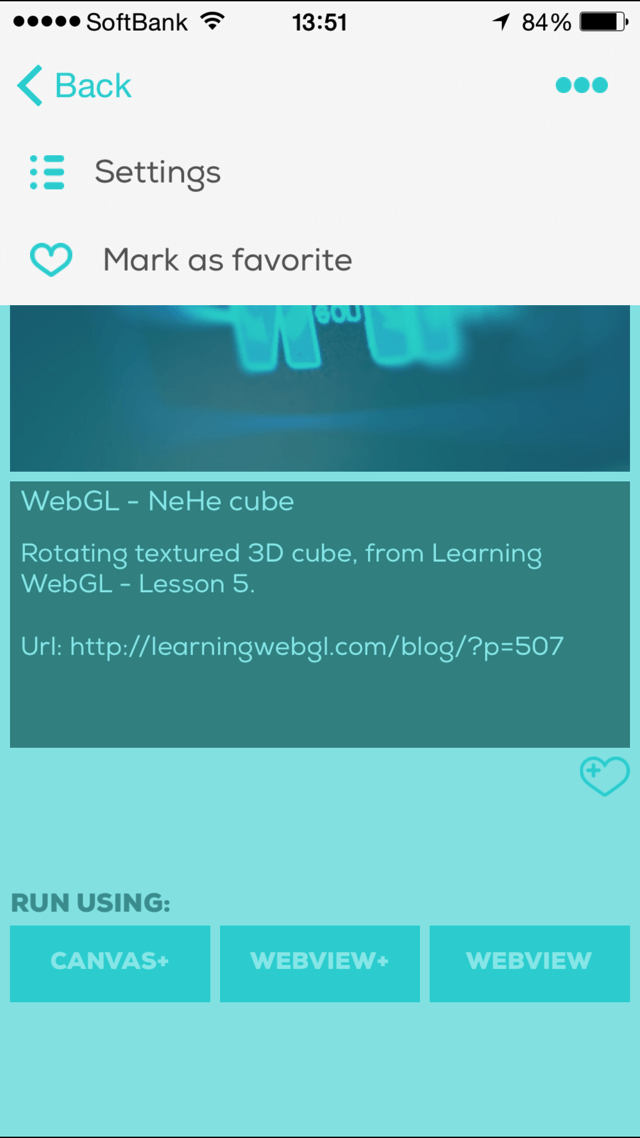 SoftBank 13:51 84%
Back
Settings
Mark as favorite
WebGL - NeHe cube
Rotating textured 3D cube, from Learning
WebGL - Lesson 5.
Url: http://learningwebgl.com/blog/?p=507
RUN USING:
CANVAS+ WEBVIEW+ WEBVIEW